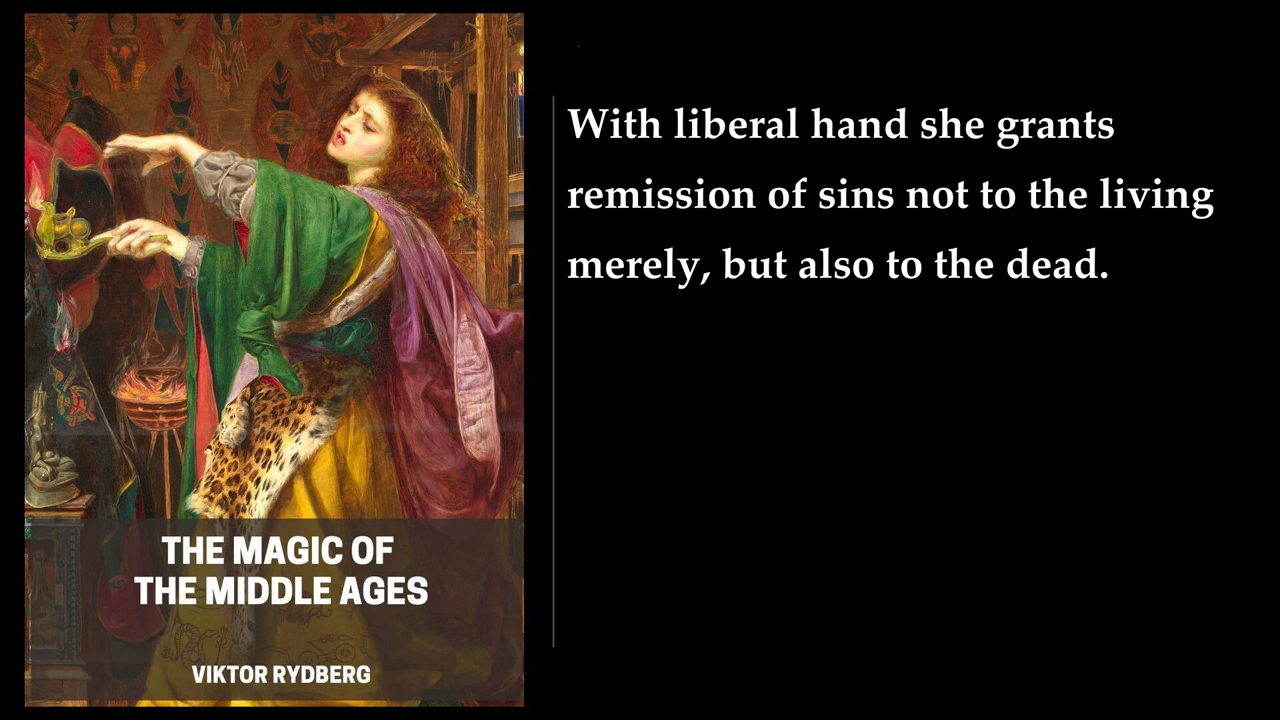 With liberal hand she grants
remission of sins not to the living
merely, but also to the dead.
THE MAGIC OF
THE MIDDLE AGES
VIKTOR RYDBERG